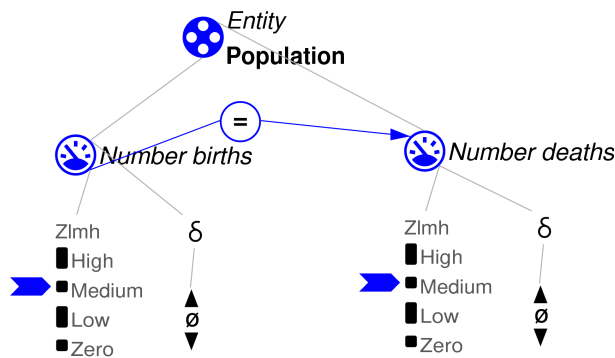 Entity
Population
=
Number births
Number deaths
Zlmh
High
Medium
Low
Zero
δ
ø
Zlmh
High
Medium
Low
Zero
δ
ø